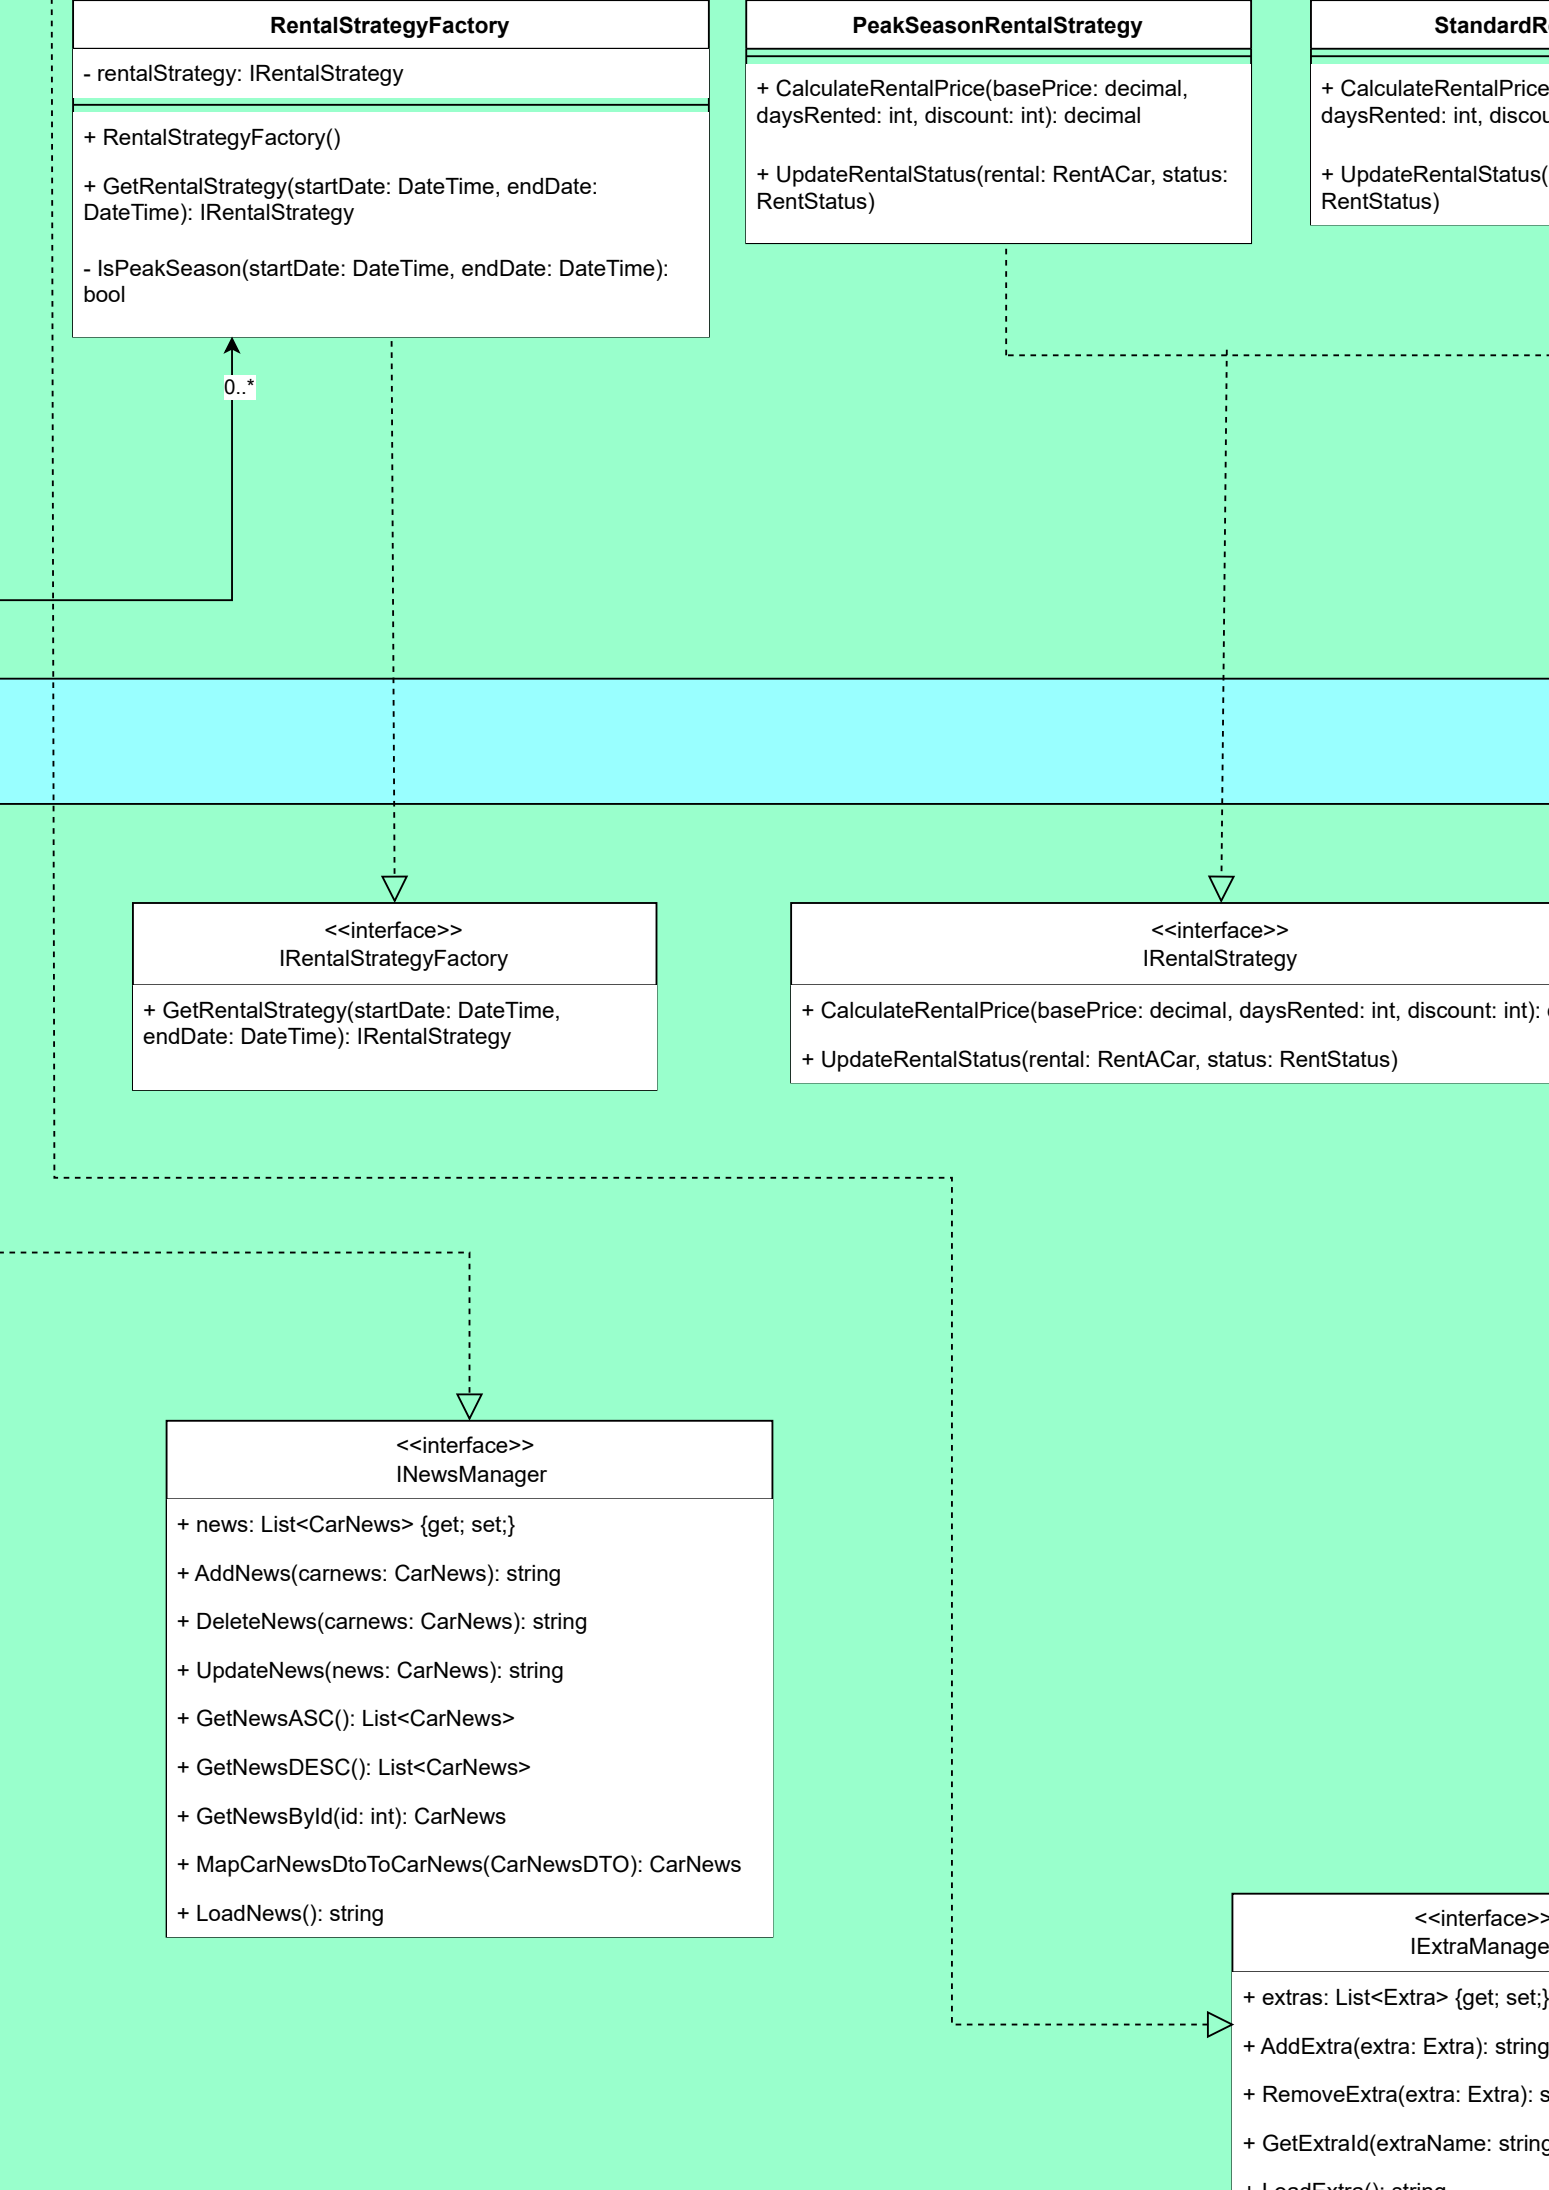 RentalStrategyFactory
- rentalStrategy: IRentalStrategy
+ RentalStrategyFactory()
+ GetRentalStrategy(startDate: DateTime, endDate:
DateTime): IRentalStrategy
- IsPeakSeason(startDate: DateTime, endDate: DateTime):
bool
PeakSeasonRentalStrategy
+ CalculateRentalPrice(basePrice: decimal,
daysRented: int, discount: int): decimal
+ UpdateRentalStatus(rental: RentACar, status:
RentStatus)
StandardR
+ CalculateRentalPrice
daysRented: int, discou
+ UpdateRentalStatus(
RentStatus)
0..*
<<interface>>
IRentalStrategyFactory
+ GetRentalStrategy(startDate: DateTime,
endDate: DateTime): IRentalStrategy
<<interface>>
IRentalStrategy
+ CalculateRentalPrice(basePrice: decimal, daysRented: int, discount: int):
+ UpdateRentalStatus(rental: RentACar, status: RentStatus)
<<interface>>
INewsManager
+ news: List<CarNews> {get; set;}
+ AddNews(carnews: CarNews): string
+ DeleteNews(carnews: CarNews): string
+ UpdateNews(news: CarNews): string
+ GetNewsASC(): List<CarNews>
+ GetNewsDESC(): List<CarNews>
+ GetNewsById(id: int): CarNews
+ MapCarNewsDtoToCarNews(CarNewsDTO): CarNews
+ LoadNews(): string
<<interface>>
IExtraManage
+ extras: List<Extra> {get; set;}
+ AddExtra(extra: Extra): string
+ RemoveExtra(extra: Extra): s
+ GetExtraId(extraName: string
+ LoadExtra(): string